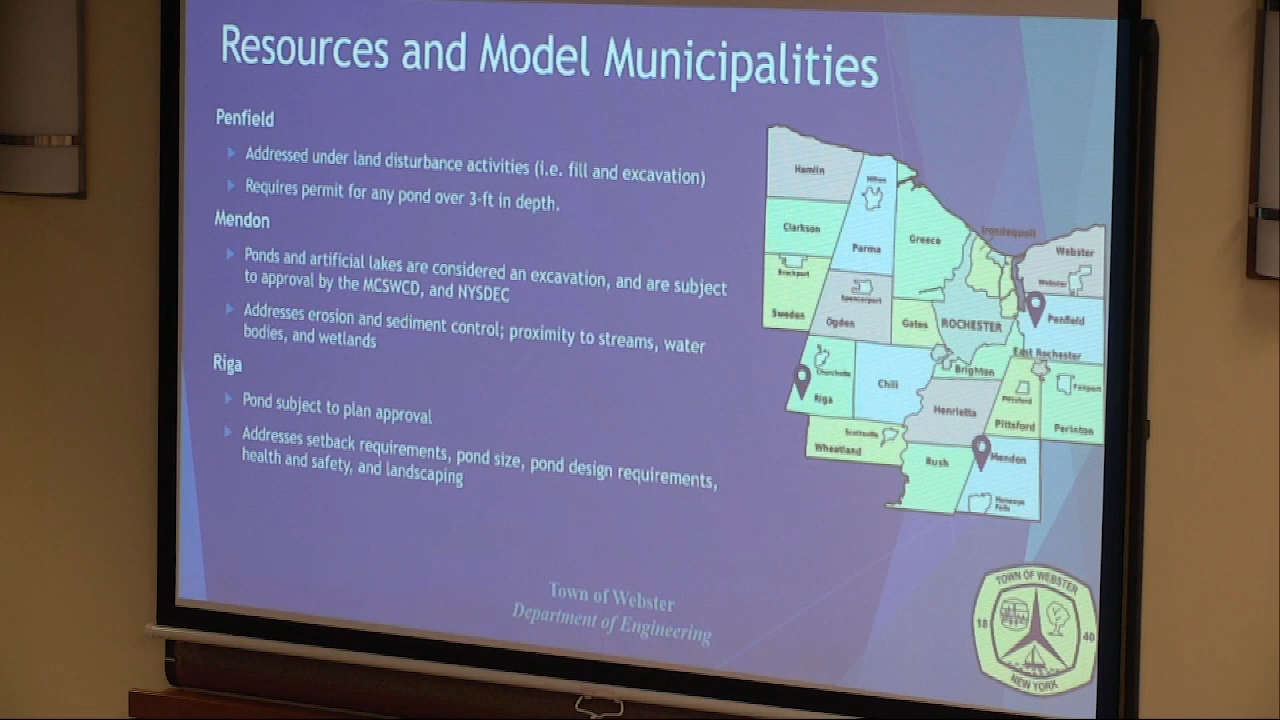 Resources and Model Municipalities
Penfield
Addressed under land disturbance activities (i.e. fill and excavation)
Requires permit for any pond over 3-ft in depth.
Mendon
Ponds and artificial lakes are considered an excavation, and are subject
to approval by the MCSWCD, and NYSDEC
Addresses erosion and sediment control; proximity to streams, water
bodies, and wetlands
Riga
Pond subject to plan approval
Addresses setback requirements, pond size, pond design requirements,
health and safety, and landscaping
Hamlin
Hilton
Clarkson
Parma
Greece
Irondequoit
Webster
Webster
Brockport
Spencerport
Sweden
Ogden
Gates
ROCHESTER
Penfield
East Rochester
Churchville
Riga
Chili
Brighton
Henrietta
Pittsford
Pittsford
Fairport
Perinton
Scottsville
Wheatland
Rush
Mendon
Honeoye
Falls
Town of Webster
Department of Engineering
TOWN OF WEBSTER
18
40
NEW YORK